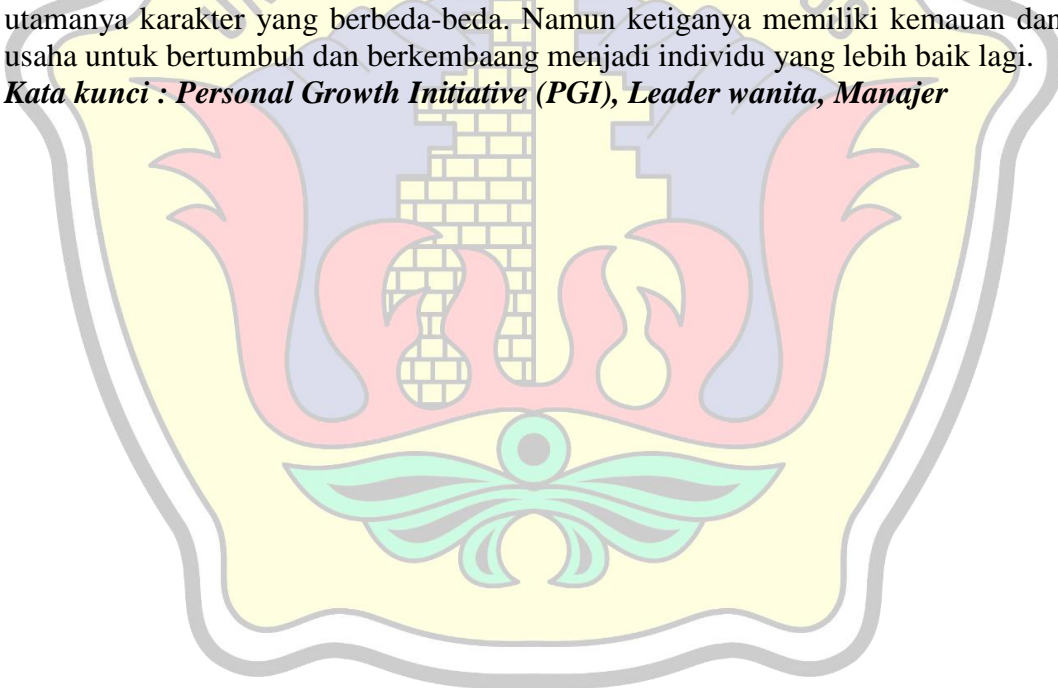 utamanya karakter yang berbeda-beda. Namun ketiganya memiliki kemauan dan
usaha untuk bertumbuh dan berkembaang menjadi individu yang lebih baik lagi.
Kata kunci : Personal Growth Initiative (PGI), Leader wanita, Manajer